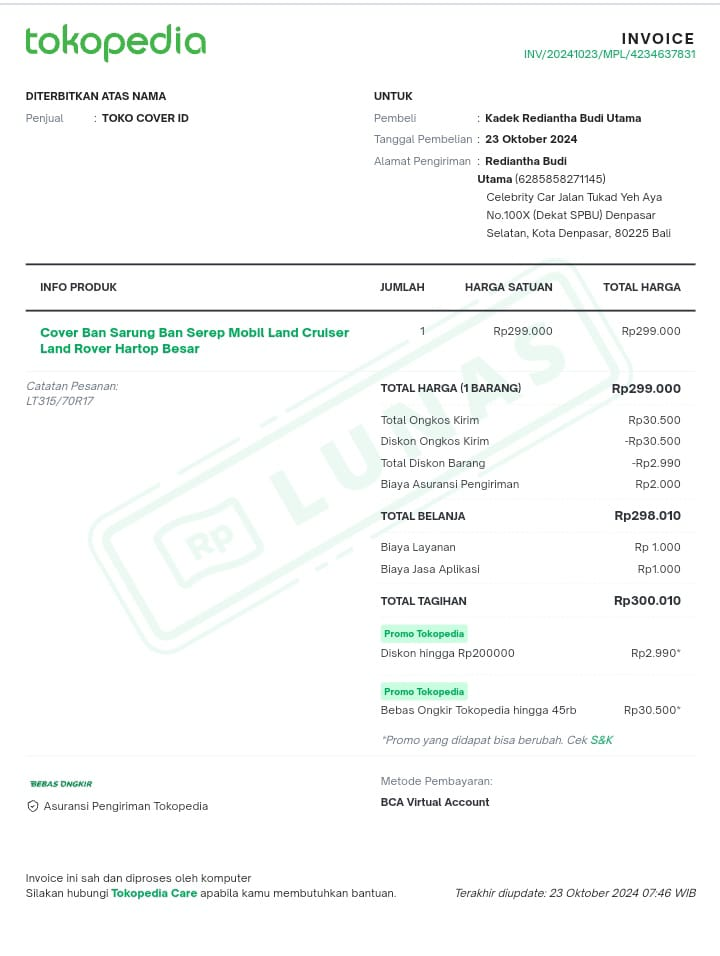 tokopedia
INVOICE
INV/20241023/MPL/4234637831
DITERBITKAN ATAS NAMA
Penjual : TOKO COVER ID
UNTUK
Pembeli : Kadek Rediantha Budi Utama
Tanggal Pembelian : 23 Oktober 2024
Alamat Pengiriman : Rediantha Budi
Utama (6285858271145)
Celebrity Car Jalan Tukad Yeh Aya
No.100X (Dekat SPBU) Denpasar
Selatan, Kota Denpasar, 80225 Bali
INFO PRODUK JUMLAH HARGA SATUAN TOTAL HARGA
Cover Ban Sarung Ban Serep Mobil Land Cruiser 1 Rp299.000 Rp299.000
Land Rover Hartop Besar
Catatan Pesanan:
LT315/70R17
TOTAL HARGA (1 BARANG) Rp299.000
Total Ongkos Kirim Rp30.500
Diskon Ongkos Kirim -Rp30.500
Total Diskon Barang -Rp2.990
Biaya Asuransi Pengiriman Rp2.000
TOTAL BELANJA Rp298.010
Biaya Layanan Rp 1.000
Biaya Jasa Aplikasi Rp1.000
TOTAL TAGIHAN Rp300.010
Promo Tokopedia
Diskon hingga Rp200000 Rp2.990*
Promo Tokopedia
Bebas Ongkir Tokopedia hingga 45rb Rp30.500*
*Promo yang didapat bisa berubah. Cek S&K
Rp LUNAS
BEBAS ONGKIR
Asuransi Pengiriman Tokopedia
Metode Pembayaran:
BCA Virtual Account
Invoice ini sah dan diproses oleh komputer
Silakan hubungi Tokopedia Care apabila kamu membutuhkan bantuan.
Terakhir diupdate: 23 Oktober 2024 07:46 WIB